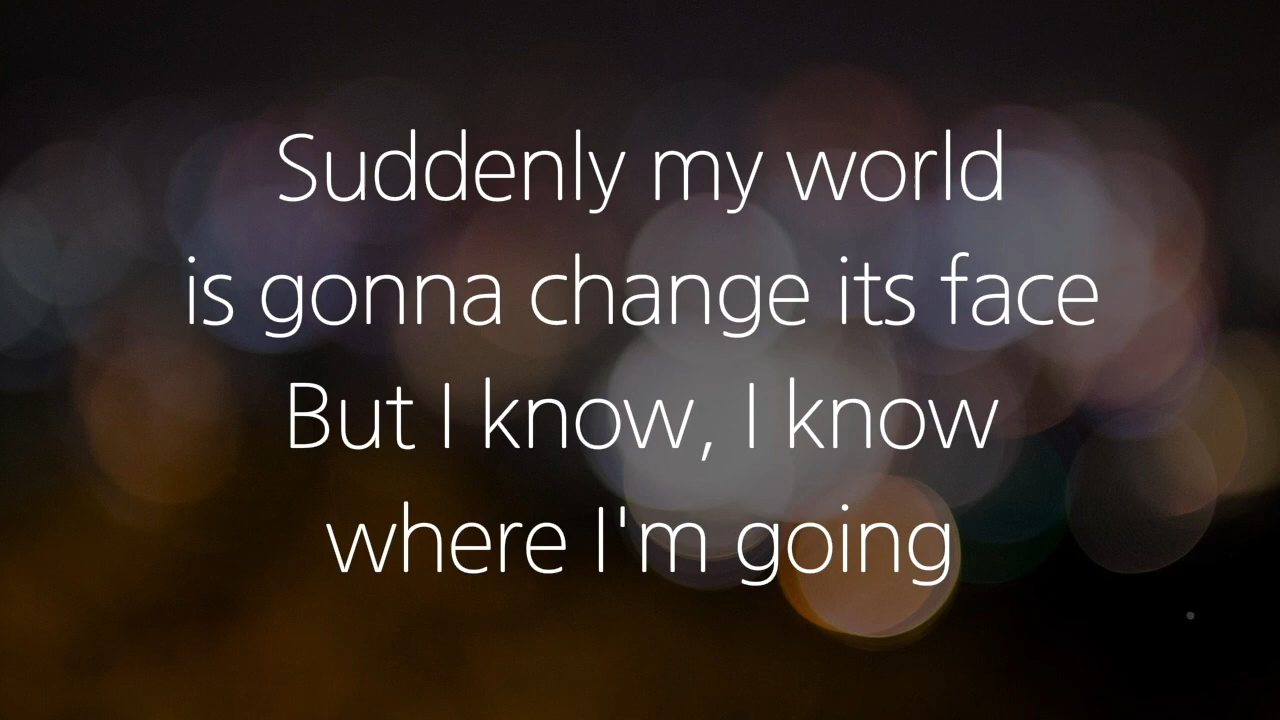 Suddenly my world
is gonna change its face
But I know, I know
where I'm going